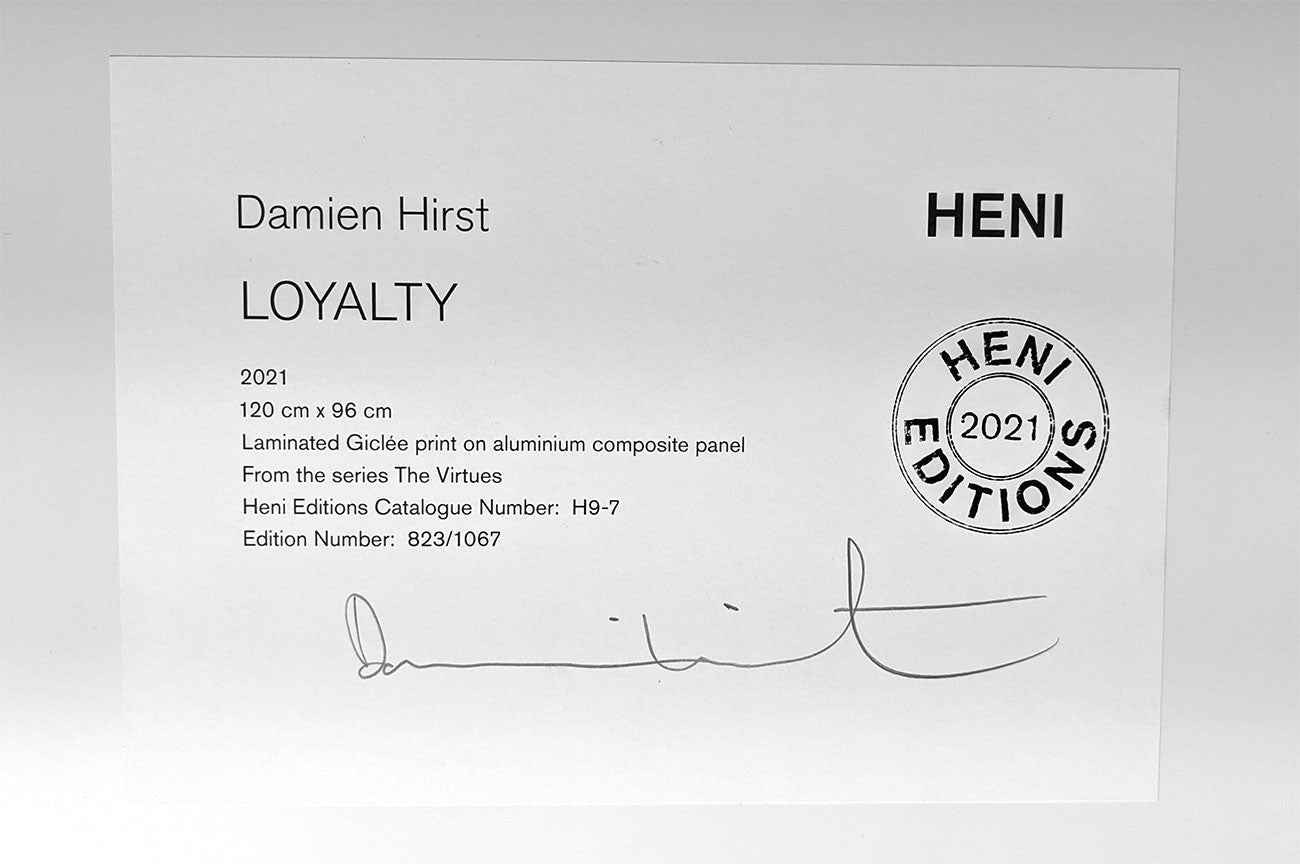 Damien Hirst
HENI
LOYALTY
2021
120 cm x 96 cm
Laminated Giclée print on aluminium composite panel
From the series The Virtues
Heni Editions Catalogue Number: H9-7
Edition Number: 823/1067
HENI
2021
EDITIONS